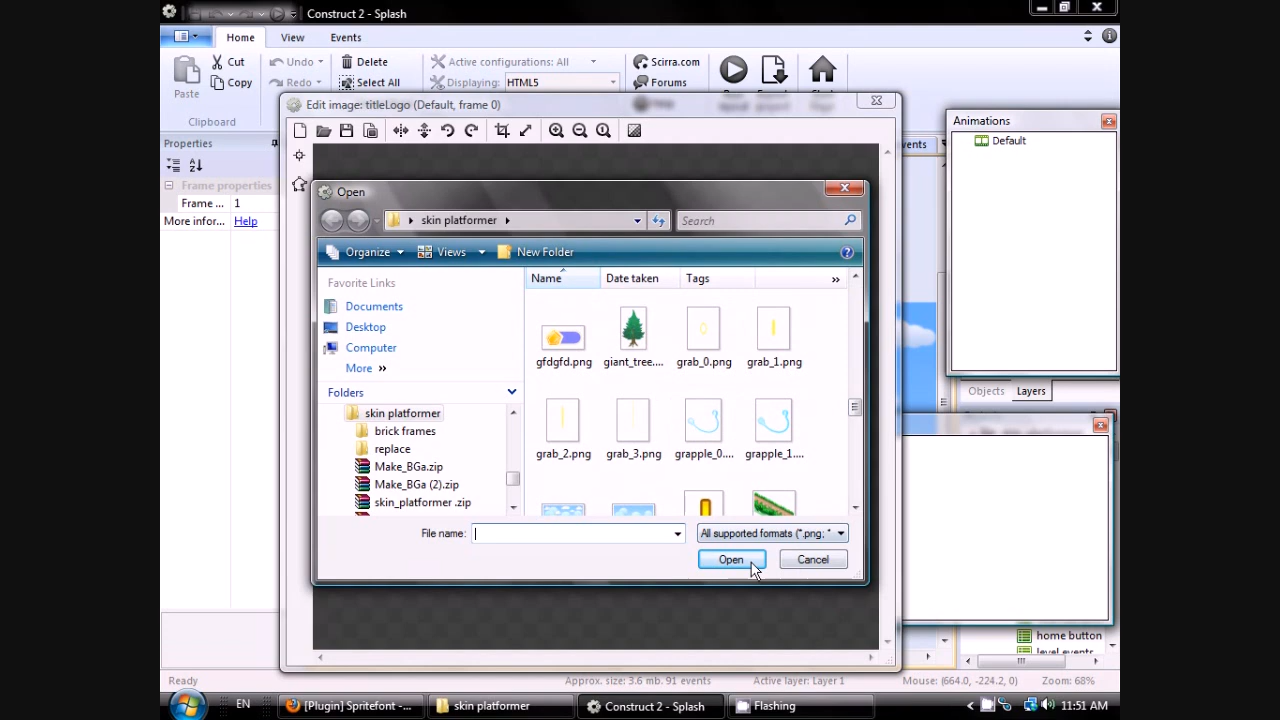 Construct 2 - Splash
Home
View
Events
Cut
Copy
Paste
Clipboard
Undo
Redo
Delete
Select All
Active configurations: All
Displaying:
HTML5
Scirra.com
Forums
Properties
Frame properties
Frame ...
1
More infor...
Help
Edit image: titleLogo (Default, frame 0)
Open
skin platformer
Search
Organize
Views
New Folder
Favorite Links
Documents
Desktop
Computer
More »
Folders
skin platformer
brick frames
replace
Make_BGa.zip
Make_BGa (2).zip
skin_platformer .zip
Name
Date taken
Tags
»
gfdgfd.png
giant_tree....
grab_0.png
grab_1.png
grab_2.png
grab_3.png
grapple_0....
grapple_1....
File name:
All supported formats (*.png; *
Open
Cancel
Animations
Default
Objects
Layers
home button
level events
Ready
Approx. size: 3.6 mb. 91 events
Active layer: Layer 1
Mouse: (664.0, -224.2, 0)
Zoom: 68%
EN
[Plugin] Spritefont - ...
skin platformer
Construct 2 - Splash
Flashing
11:51 AM